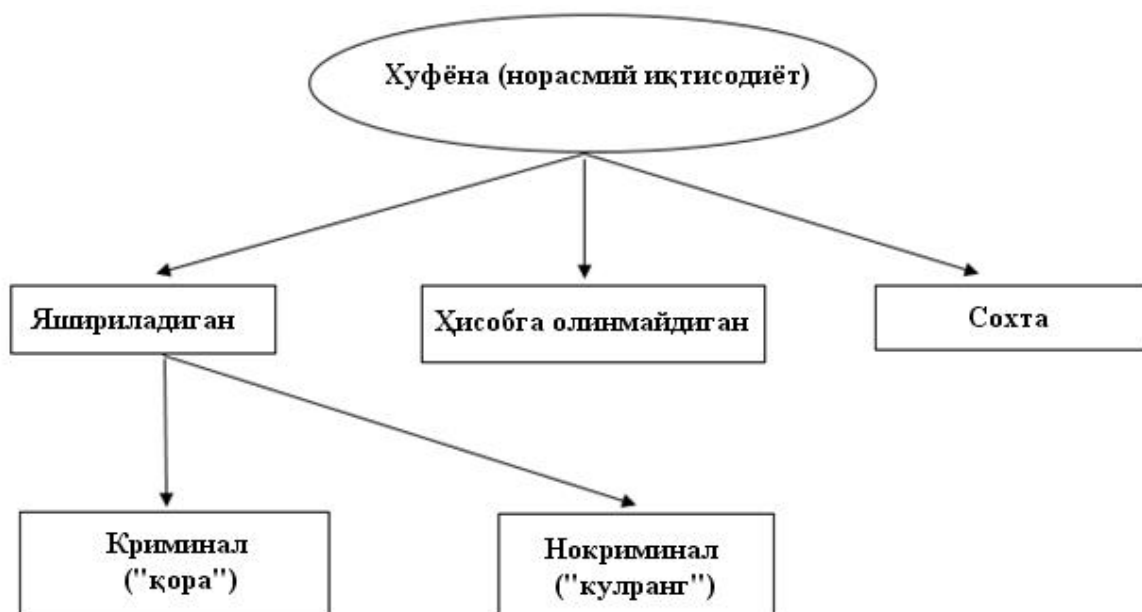 Хуфёна (норасмий иқтисодиёт)
Яшириладиган
Ҳисобга олинмайдиган
Сохта
Криминал
("қора")
Нокриминал
("кулранг")